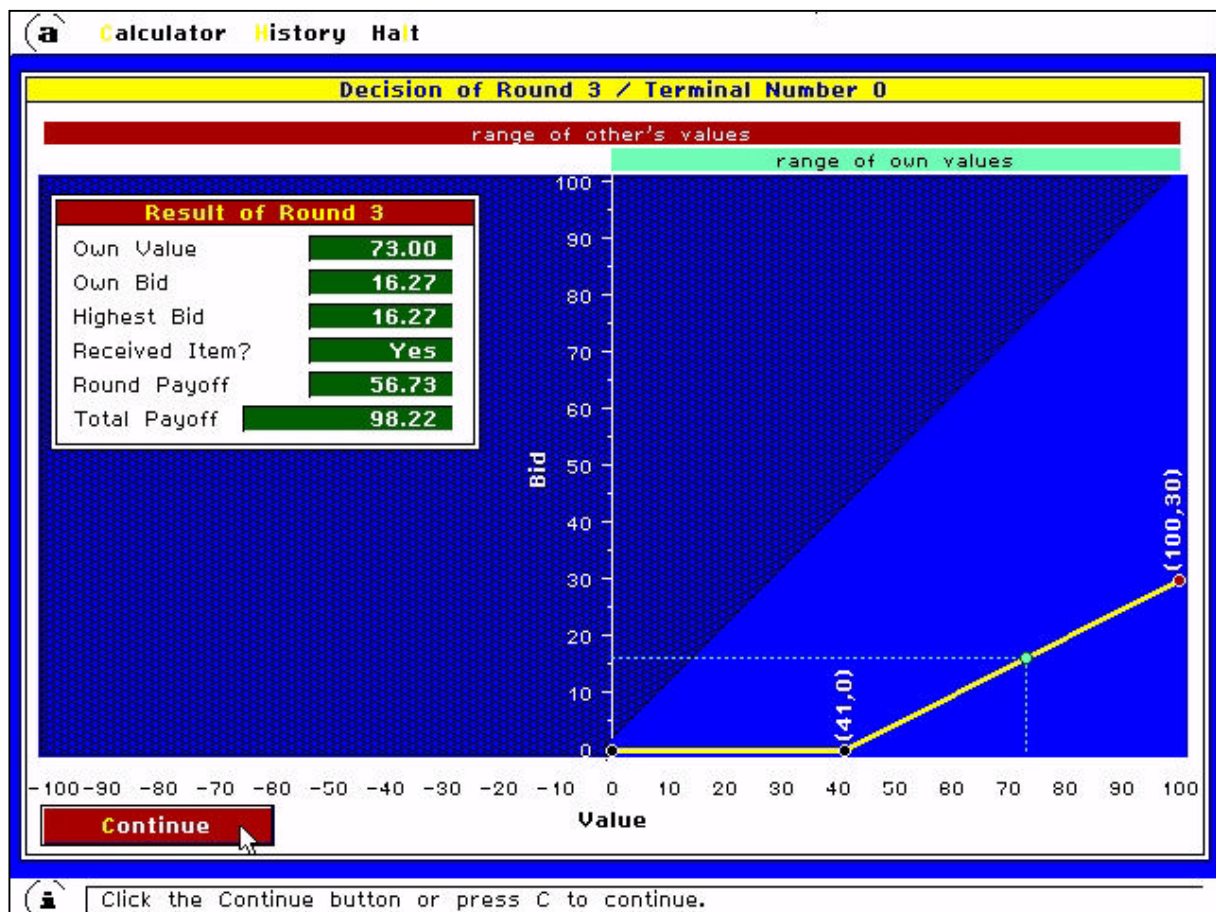 a Calculator History Halt
Decision of Round 3 / Terminal Number 0
range of other's values
range of own values
Result of Round 3
Own Value 73.00
Own Bid 16.27
Highest Bid 16.27
Received Item? Yes
Round Payoff 56.73
Total Payoff 98.22
100
90
80
70
60
50
40
30
20
10
0
Bid
(41,0)
(100,30)
-100 -90 -80 -70 -60 -50 -40 -30 -20 -10 0 10 20 30 40 50 60 70 80 90 100
Value
Continue
i Click the Continue button or press C to continue.